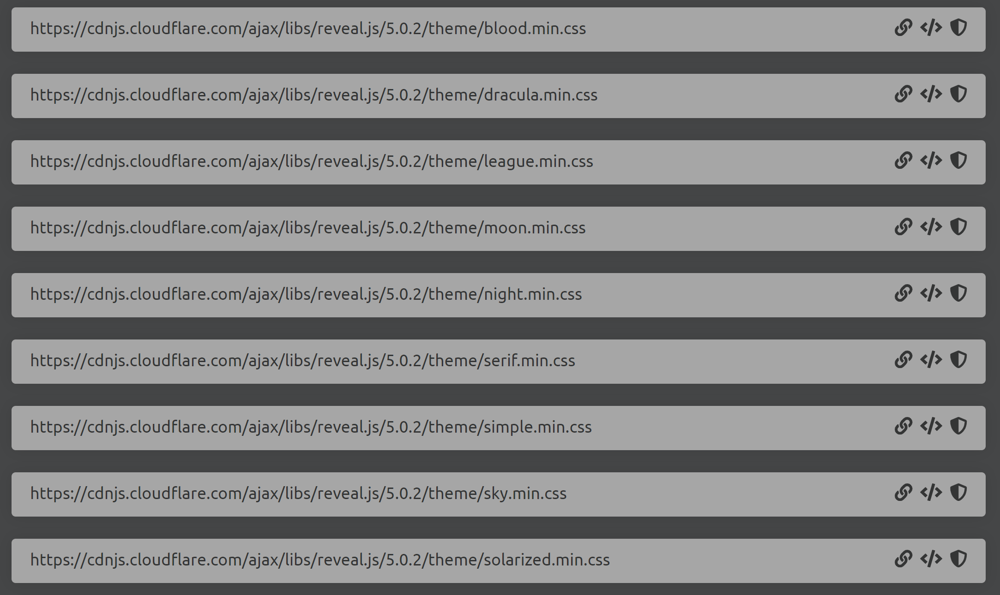 https://cdnjs.cloudflare.com/ajax/libs/reveal.js/5.0.2/theme/blood.min.css
https://cdnjs.cloudflare.com/ajax/libs/reveal.js/5.0.2/theme/dracula.min.css
https://cdnjs.cloudflare.com/ajax/libs/reveal.js/5.0.2/theme/league.min.css
https://cdnjs.cloudflare.com/ajax/libs/reveal.js/5.0.2/theme/moon.min.css
https://cdnjs.cloudflare.com/ajax/libs/reveal.js/5.0.2/theme/night.min.css
https://cdnjs.cloudflare.com/ajax/libs/reveal.js/5.0.2/theme/serif.min.css
https://cdnjs.cloudflare.com/ajax/libs/reveal.js/5.0.2/theme/simple.min.css
https://cdnjs.cloudflare.com/ajax/libs/reveal.js/5.0.2/theme/sky.min.css
https://cdnjs.cloudflare.com/ajax/libs/reveal.js/5.0.2/theme/solarized.min.css